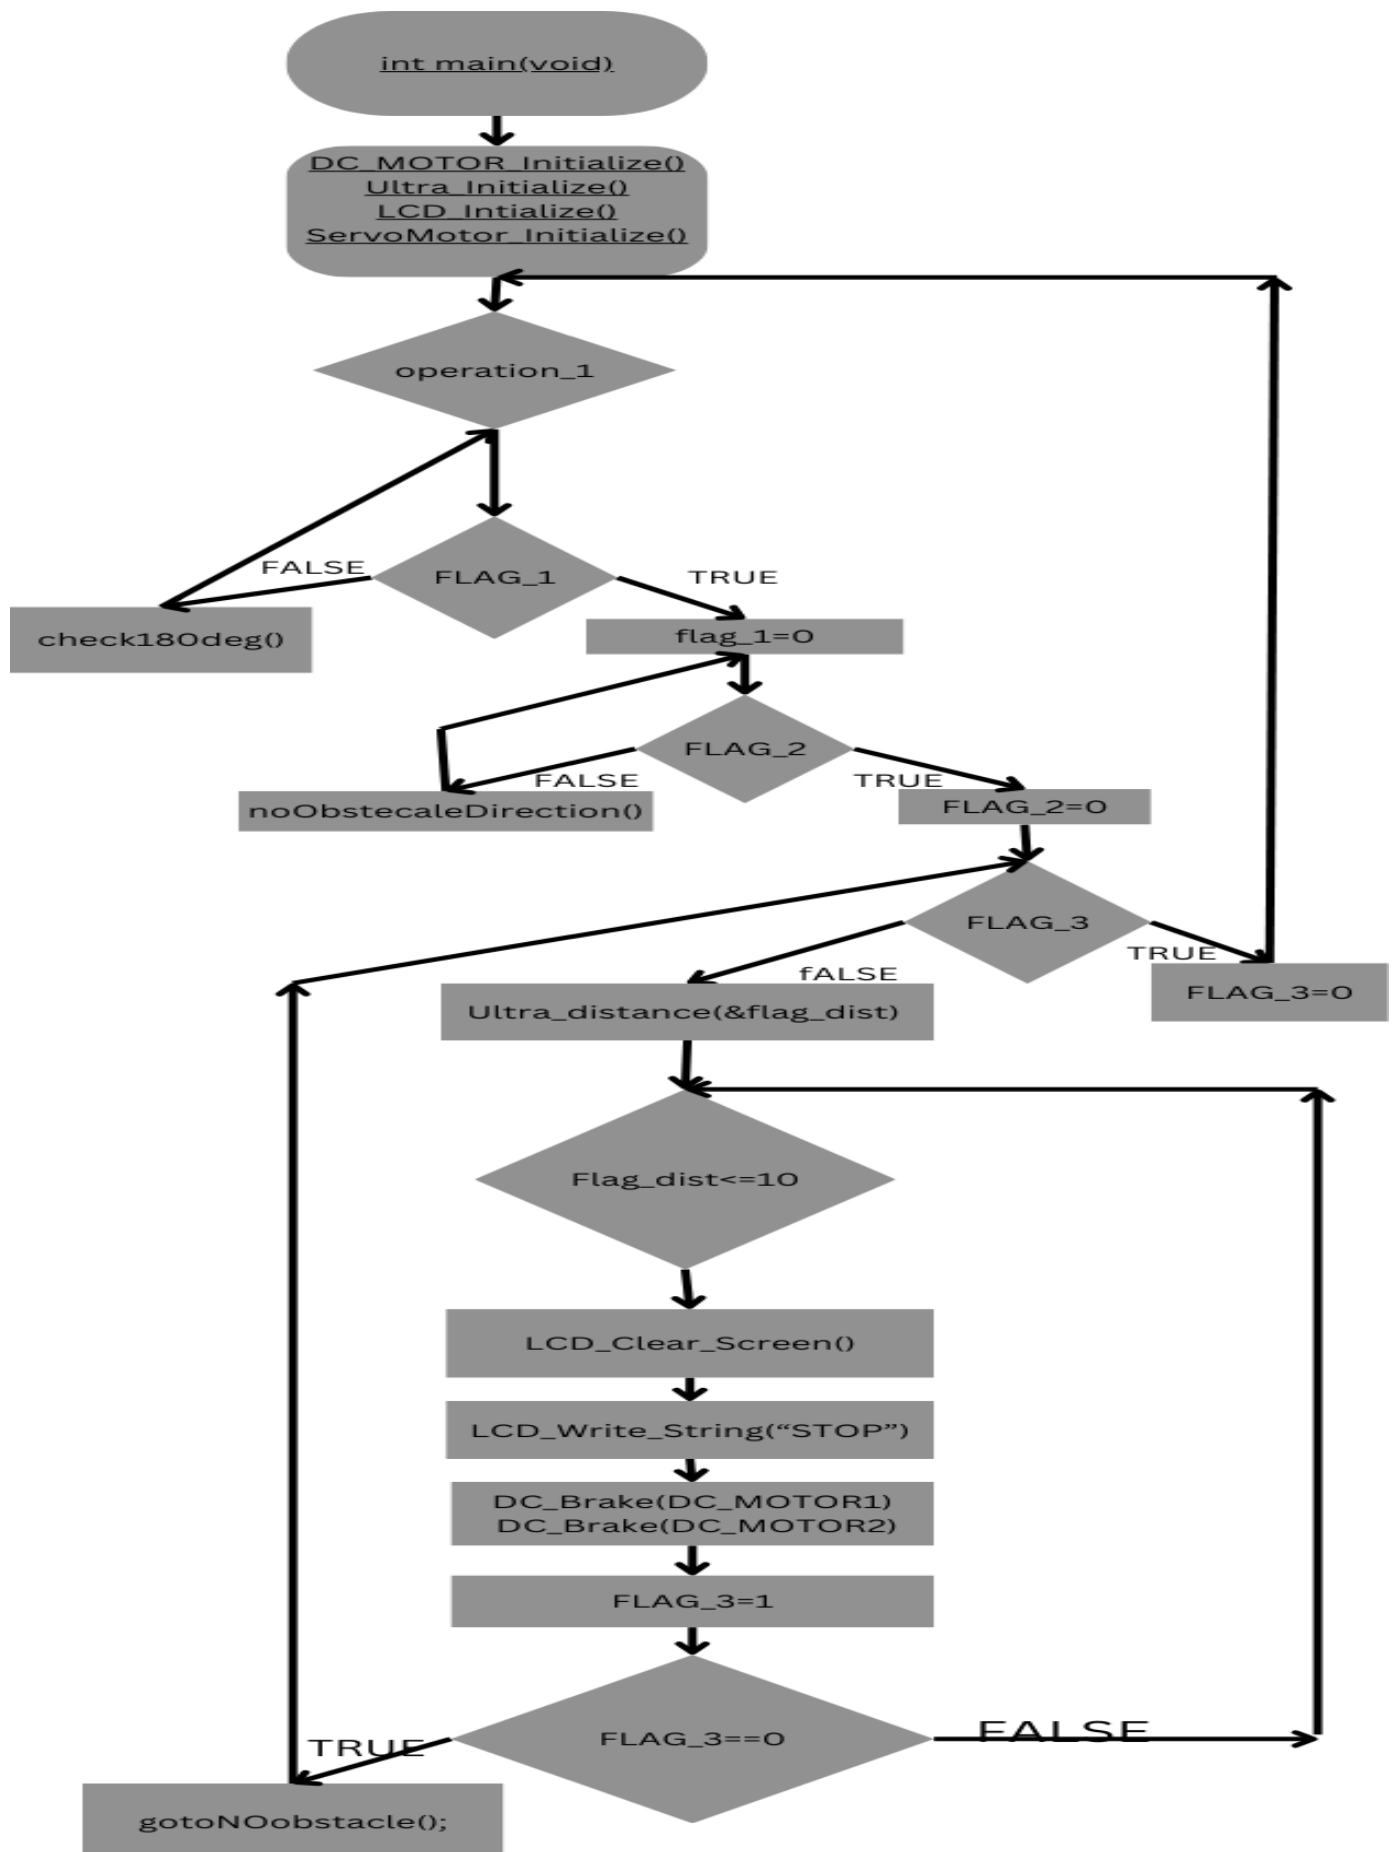 int main(void)
DC_MOTOR_Initialize()
Ultra_Initialize()
LCD_Intialize()
ServoMotor_Initialize()
operation_1
FLAG_1
FALSE
TRUE
check180deg()
flag_1=0
FLAG_2
FALSE
TRUE
noObstecaleDirection()
FLAG_2=0
FLAG_3
fALSE
TRUE
Ultra_distance(&flag_dist)
FLAG_3=0
Flag_dist<=10
LCD_Clear_Screen()
LCD_Write_String(“STOP”)
DC_Brake(DC_MOTOR1)
DC_Brake(DC_MOTOR2)
FLAG_3=1
FLAG_3==0
TRUE
FALSE
gotoNOobstacle();